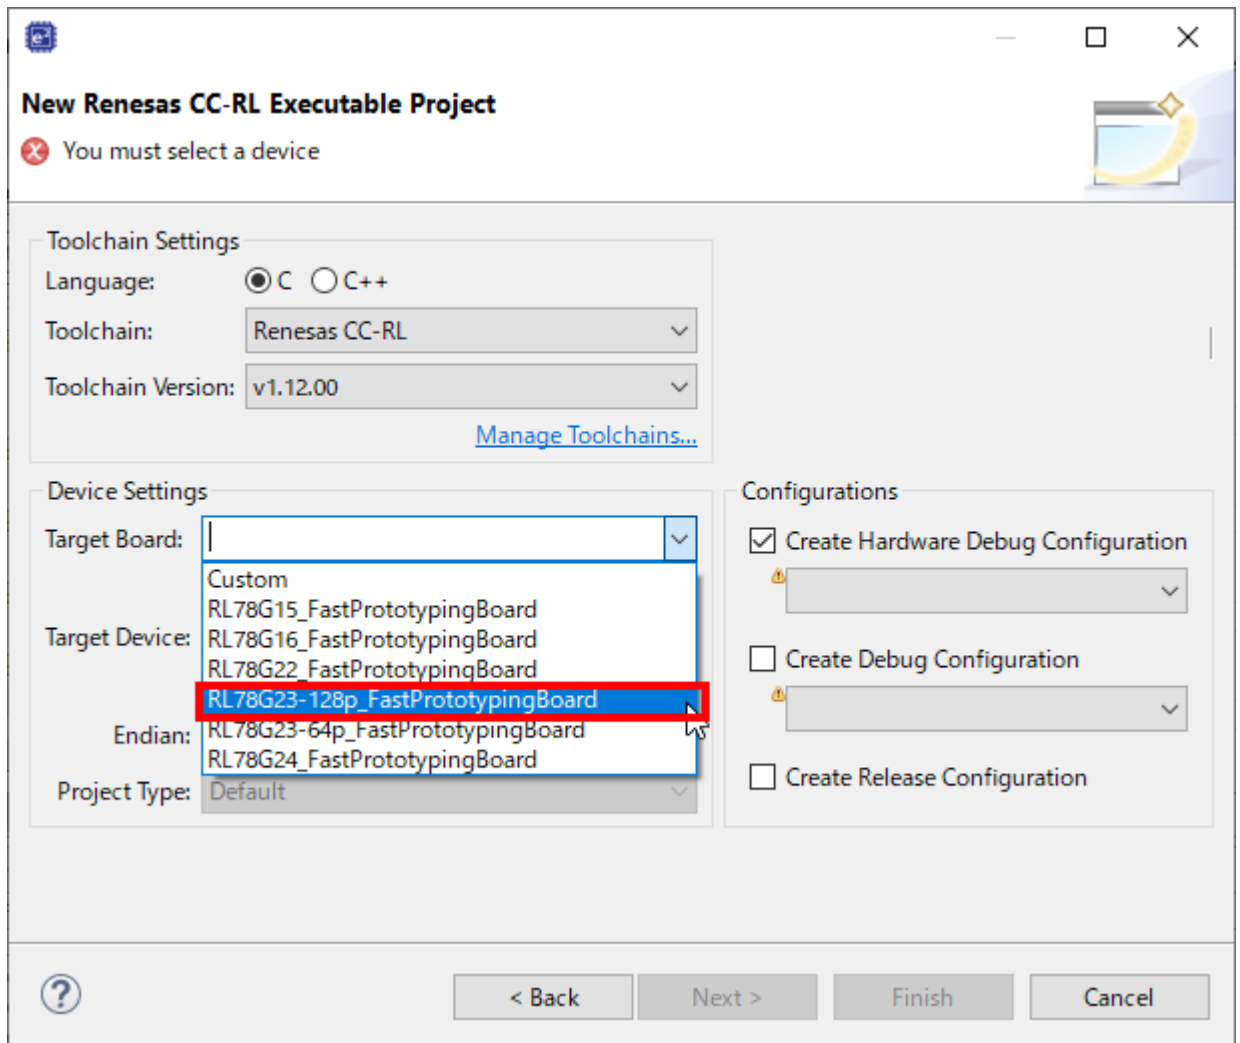 New Renesas CC-RL Executable Project
You must select a device
Toolchain Settings
Language: C C++
Toolchain: Renesas CC-RL
Toolchain Version: v1.12.00
Manage Toolchains...
Device Settings
Target Board:
Custom
RL78G15_FastPrototypingBoard
RL78G16_FastPrototypingBoard
RL78G22_FastPrototypingBoard
RL78G23-128p_FastPrototypingBoard
RL78G23-64p_FastPrototypingBoard
RL78G24_FastPrototypingBoard
Target Device:
Endian:
Project Type: Default
Configurations
Create Hardware Debug Configuration
Create Debug Configuration
Create Release Configuration
?
< Back
Next >
Finish
Cancel